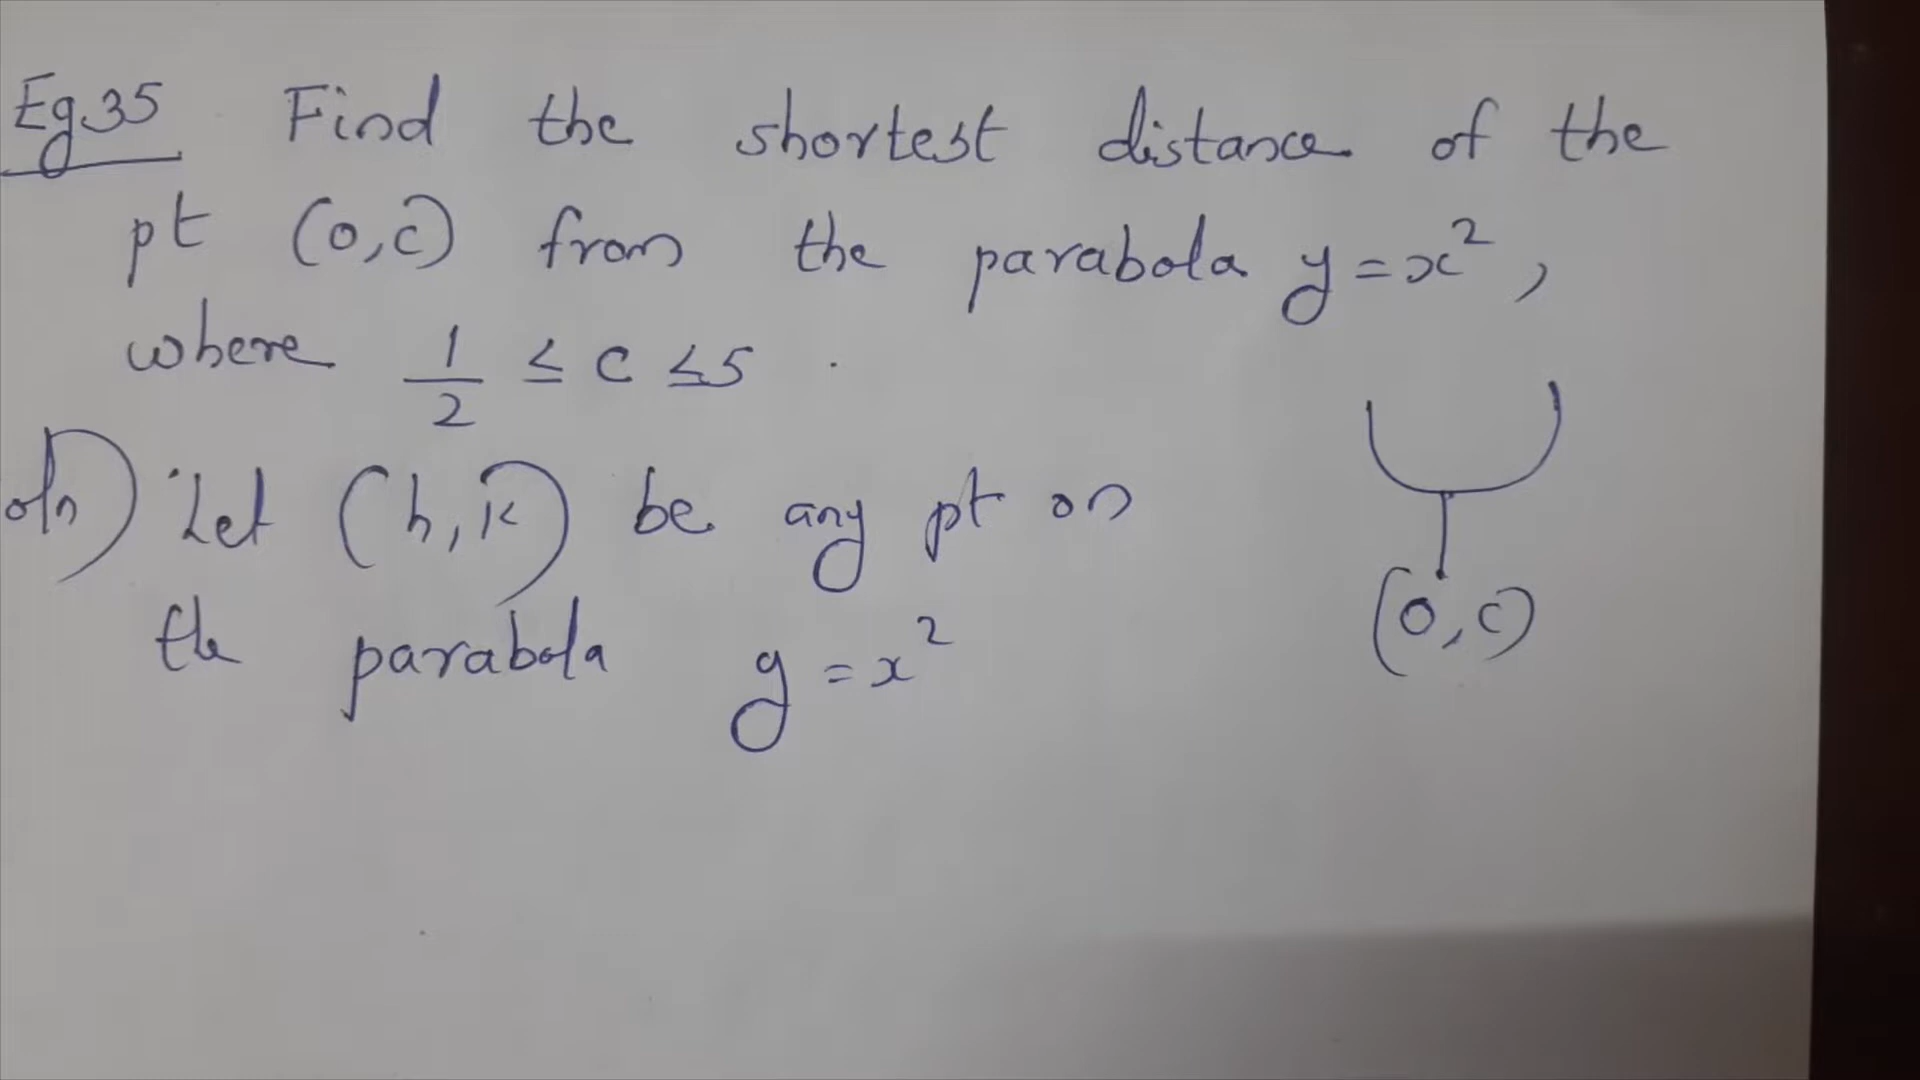 Eg 35 Find the shortest distance of the
pt (0,c) from the parabola y=x²,
where 1/2 ≤ c ≤ 5 .
oln) Let (h,k) be any pt on
the parabola y=x²
(0,c)